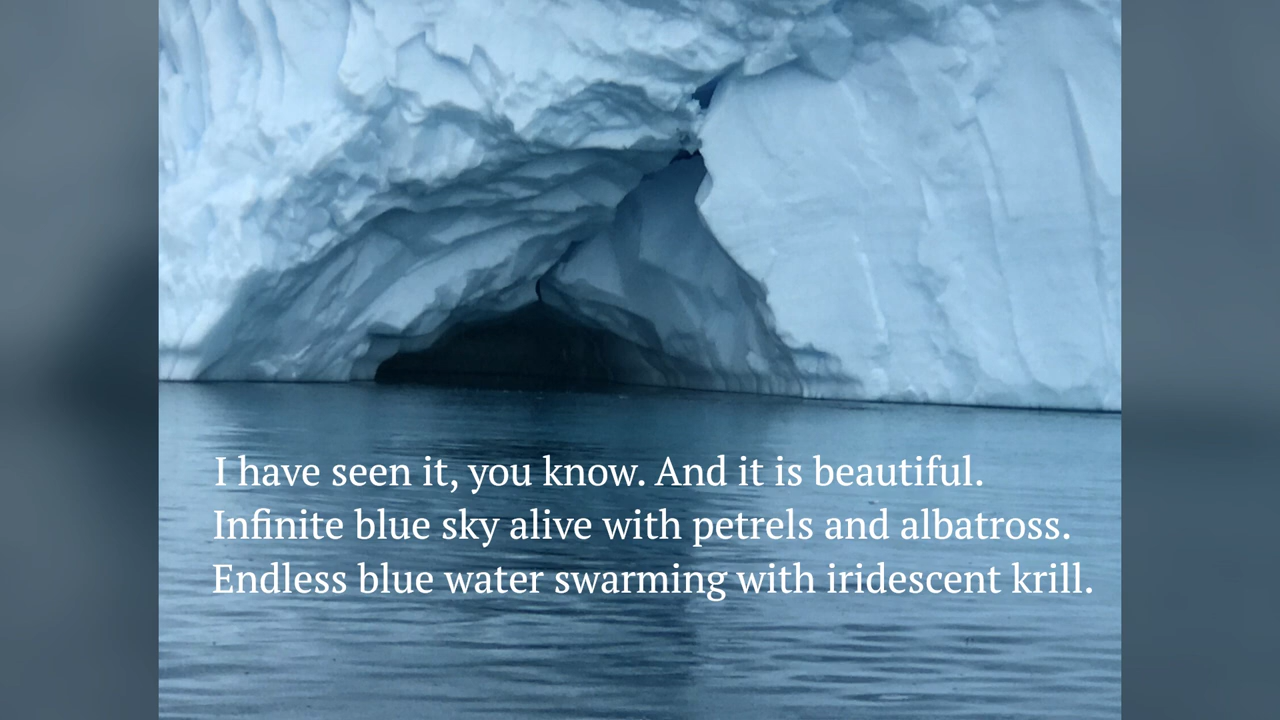 I have seen it, you know. And it is beautiful.
Infinite blue sky alive with petrels and albatross.
Endless blue water swarming with iridescent krill.